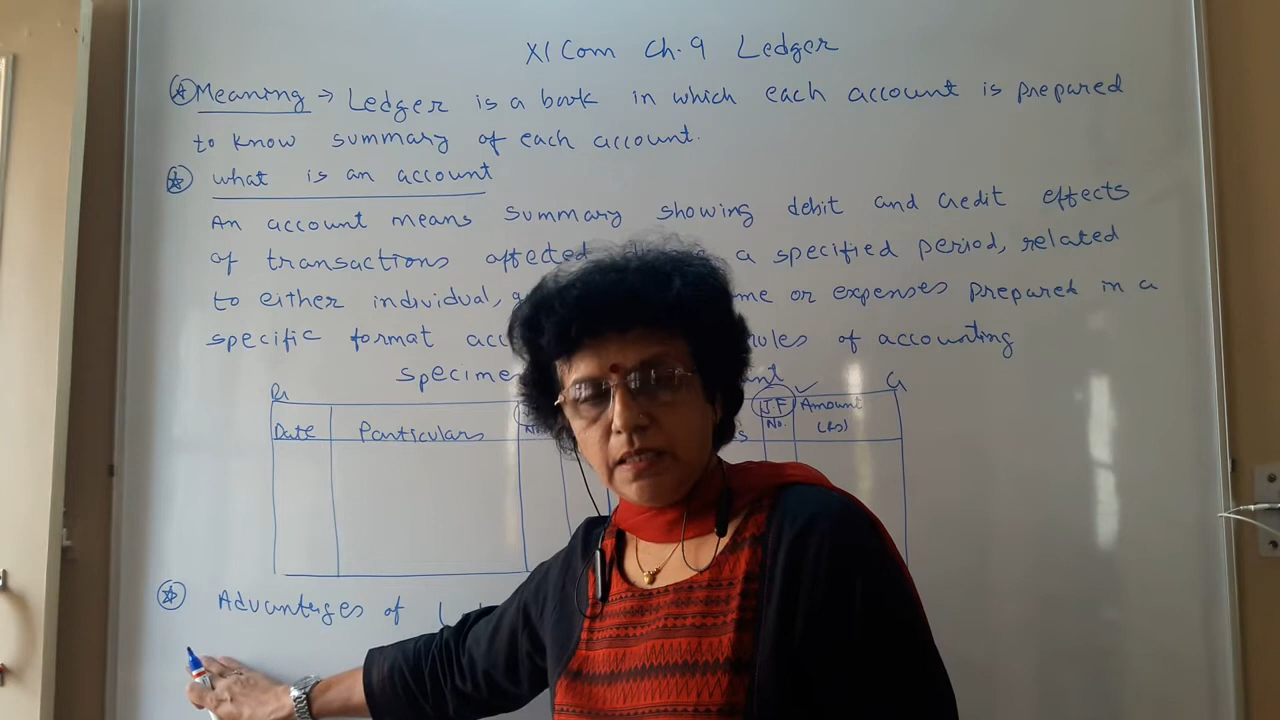 XI Com Ch. 9 Ledger
Meaning → Ledger is a book in which each account is prepared
to know summary of each account.
what is an account
An account means summary showing debit and credit effects
of transactions affected a specified period, related
to either individual, or expenses prepared in a
specific format rules of accounting
Dr Cr
Date Particulars J.F No. Amount (Rs)
Advantages of